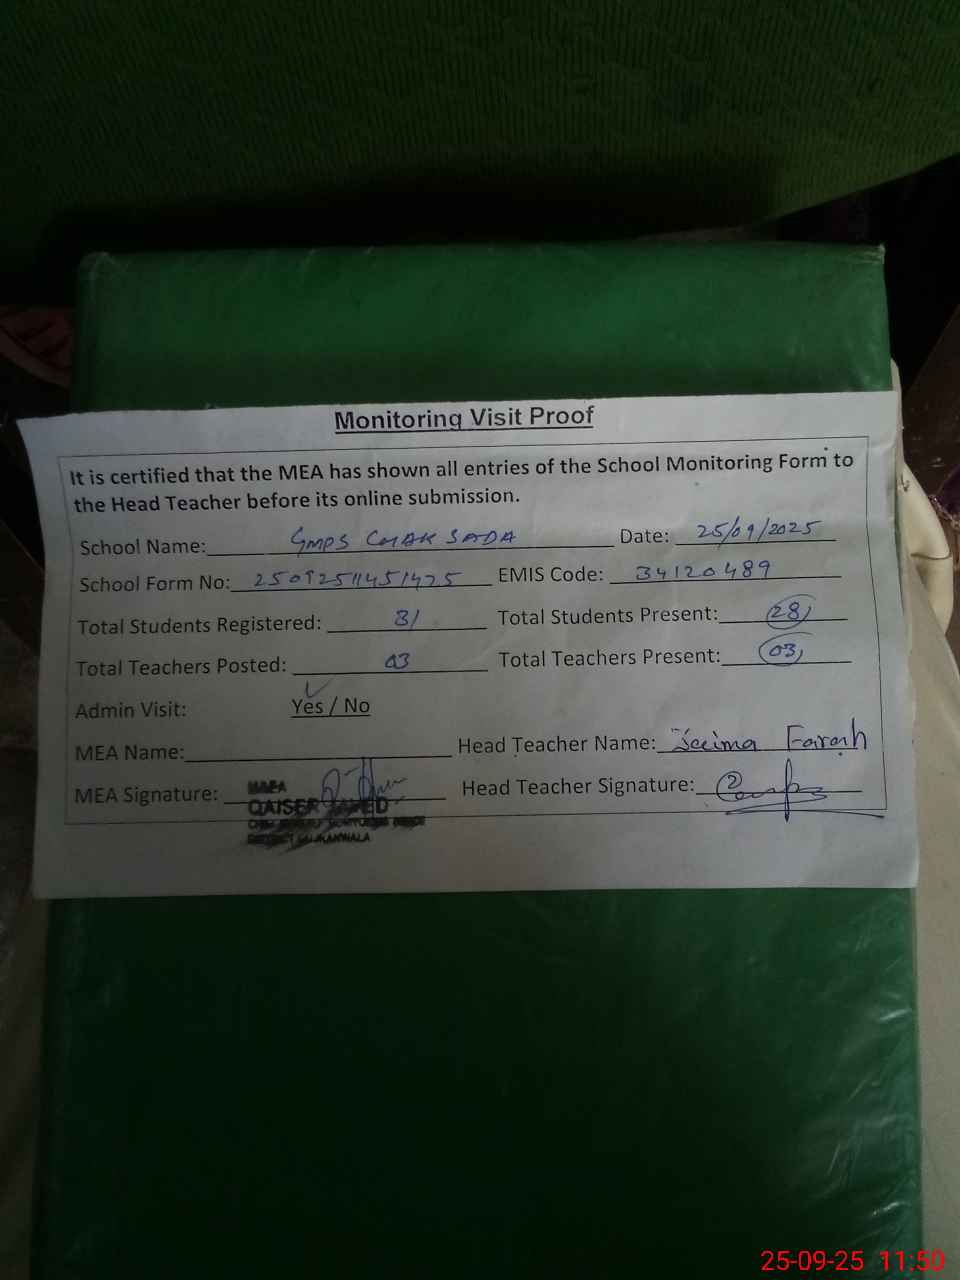 Monitoring Visit Proof
It is certified that the MEA has shown all entries of the School Monitoring Form to
the Head Teacher before its online submission.
School Name: GMPS CHAK SADA Date: 25/09/2025
School Form No: 25092511451475 EMIS Code: 34120489
Total Students Registered: 31 Total Students Present: 28
Total Teachers Posted: 03 Total Teachers Present: 03
Admin Visit: Yes / No
MEA Name: Head Teacher Name: Farah
MEA Signature: Head Teacher Signature:
MEA
QAISER
DISTRICT
25-09-25 11:50